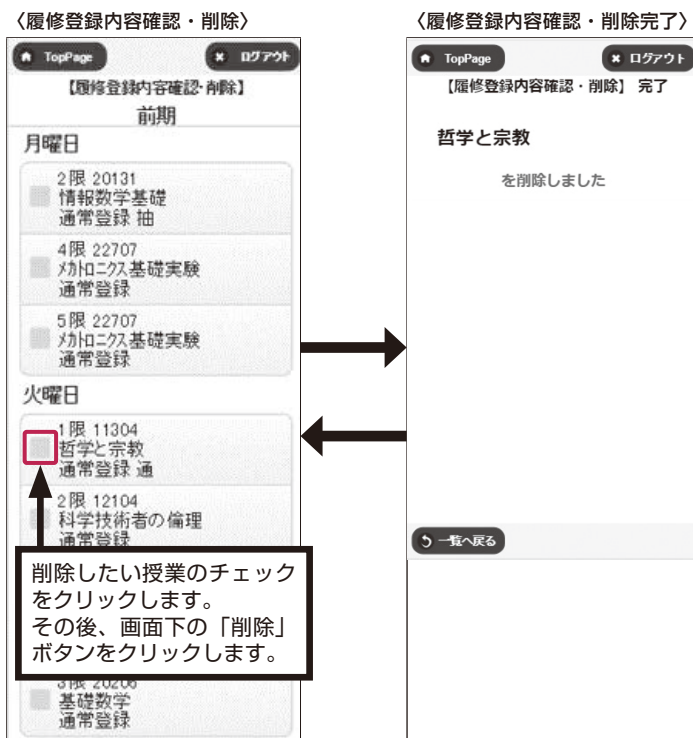 〈履修登録内容確認・削除〉
TopPage
ログアウト
【履修登録内容確認・削除】
前期
月曜日
2限 20131
情報数学基礎
通常登録 抽
4限 22707
メカトロニクス基礎実験
通常登録
5限 22707
メカトロニクス基礎実験
通常登録
火曜日
1限 11304
哲学と宗教
通常登録 通
2限 12104
科学技術者の倫理
通常登録
削除したい授業のチェック
をクリックします。
その後、画面下の「削除」
ボタンをクリックします。
3限 20206
基礎数学
通常登録
〈履修登録内容確認・削除完了〉
TopPage
ログアウト
【履修登録内容確認・削除】 完了
哲学と宗教
を削除しました
一覧へ戻る